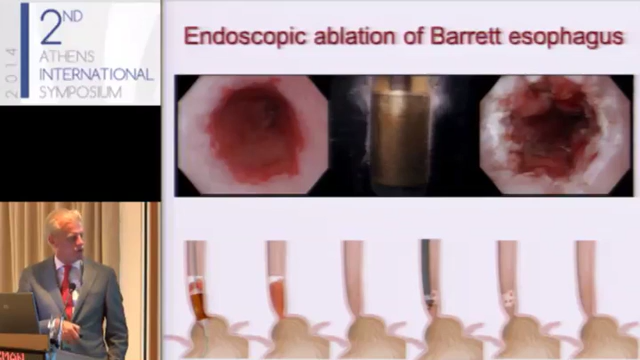 2ND
ATHENS
INTERNATIONAL
SYMPOSIUM
2014
Endoscopic ablation of Barrett esophagus